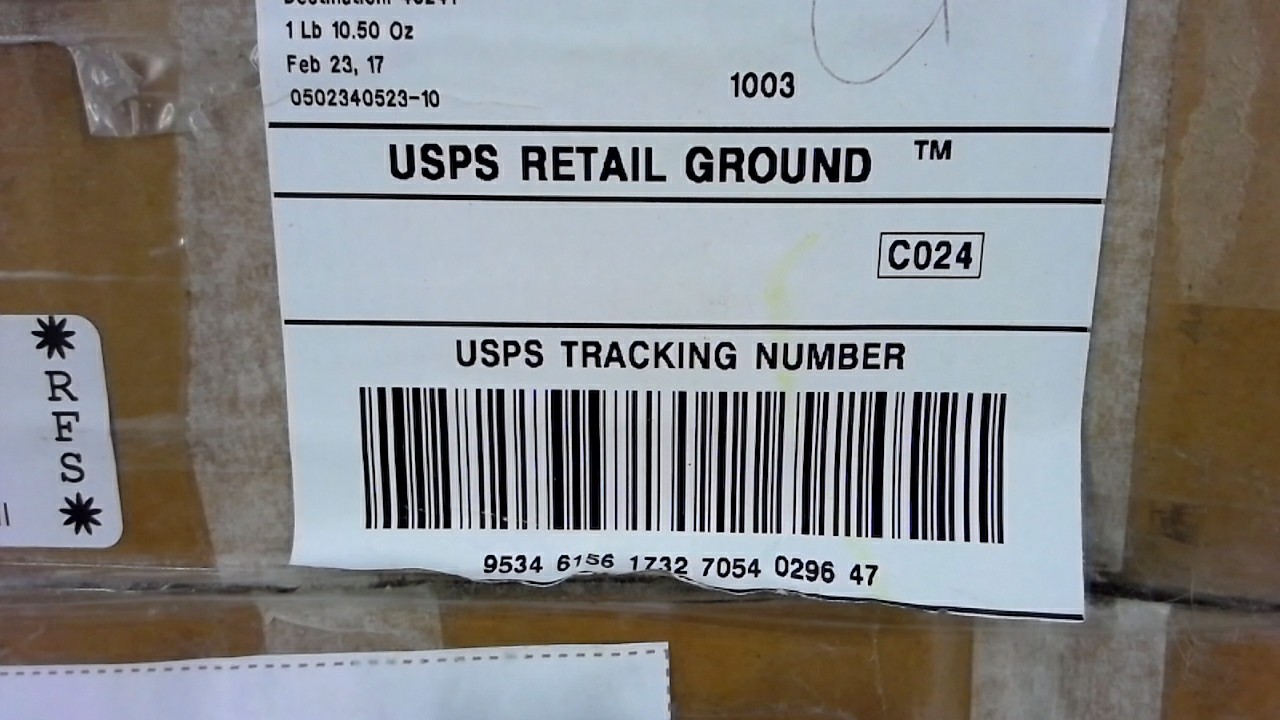 1 Lb 10.50 Oz
Feb 23, 17
0502340523-10
1003
USPS RETAIL GROUND ™
C024
USPS TRACKING NUMBER
9534 6156 1732 7054 0296 47
* R F S *